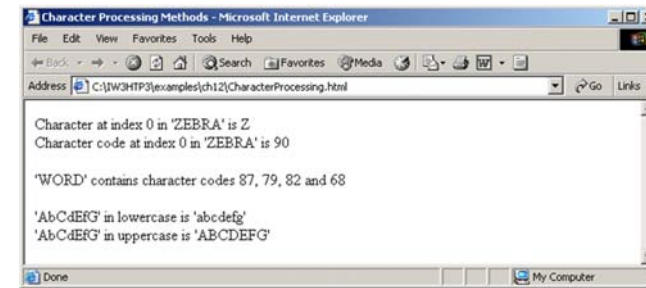 Character Processing Methods - Microsoft Internet Explorer
File Edit View Favorites Tools Help
Back Search Favorites Media
Address C:\IW3HTP3\examples\ch12\CharacterProcessing.html Go Links
Character at index 0 in 'ZEBRA' is Z
Character code at index 0 in 'ZEBRA' is 90
'WORD' contains character codes 87, 79, 82 and 68
'AbCdEfG' in lowercase is 'abcdefg'
'AbCdEfG' in uppercase is 'ABCDEFG'
Done My Computer